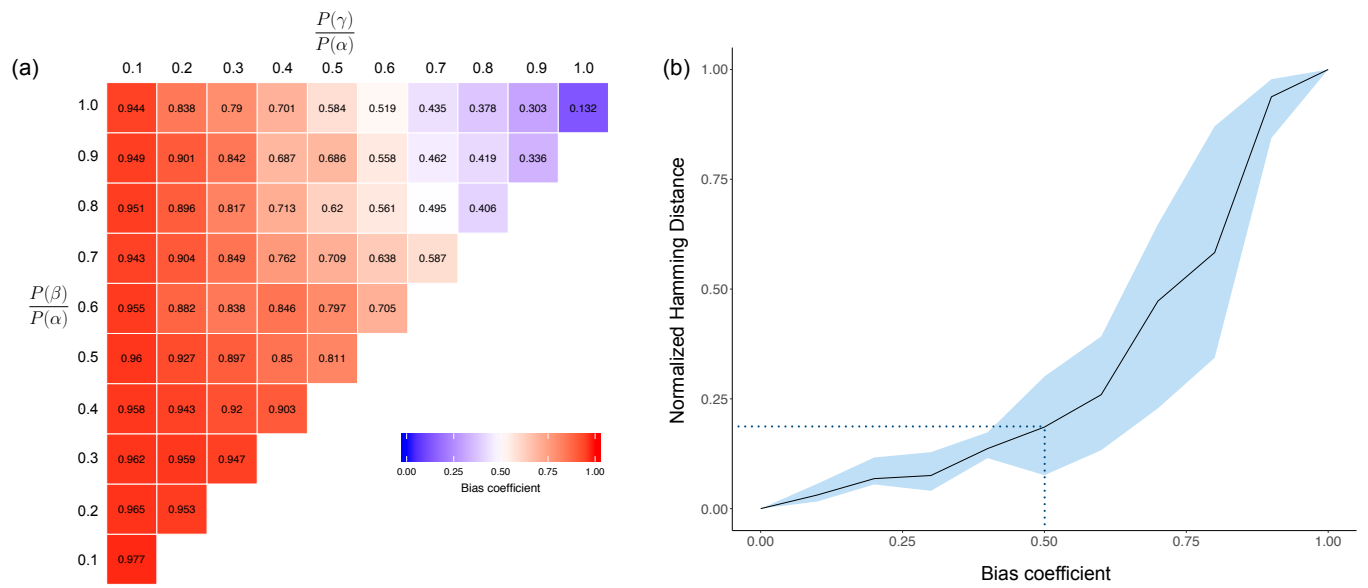 (a)
P(γ)
P(α)
0.1 0.2 0.3 0.4 0.5 0.6 0.7 0.8 0.9 1.0
1.0 0.944 0.838 0.79 0.701 0.584 0.519 0.435 0.378 0.303 0.132
0.9 0.949 0.901 0.842 0.687 0.686 0.558 0.462 0.419 0.336
0.8 0.951 0.896 0.817 0.713 0.62 0.561 0.495 0.406
0.7 0.943 0.904 0.849 0.762 0.709 0.638 0.587
P(β)
P(α)
0.6 0.955 0.882 0.838 0.846 0.797 0.705
0.5 0.96 0.927 0.897 0.85 0.811
0.4 0.958 0.943 0.92 0.903
0.3 0.962 0.959 0.947
0.2 0.965 0.953
0.1 0.977
0.00 0.25 0.50 0.75 1.00
Bias coefficient
(b)
Normalized Hamming Distance
1.00
0.75
0.50
0.25
0.00
0.00 0.25 0.50 0.75 1.00
Bias coefficient